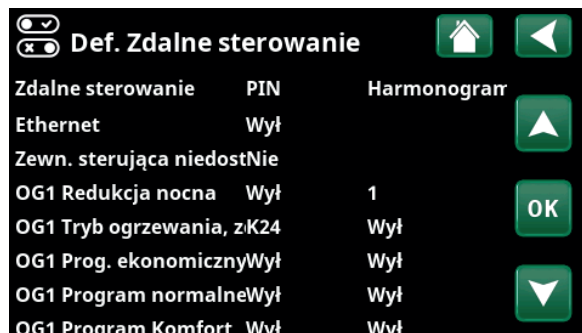 Def. Zdalne sterowanie
Zdalne sterowanie PIN Harmonogram
Ethernet Wył
Zewn. sterująca niedostNie
OG1 Redukcja nocna Wył 1
OG1 Tryb ogrzewania, zK24 Wył
OG1 Prog. ekonomicznyWył Wył
OG1 Program normalneWył Wył
OG1 Program Komfort Wył Wył
OK